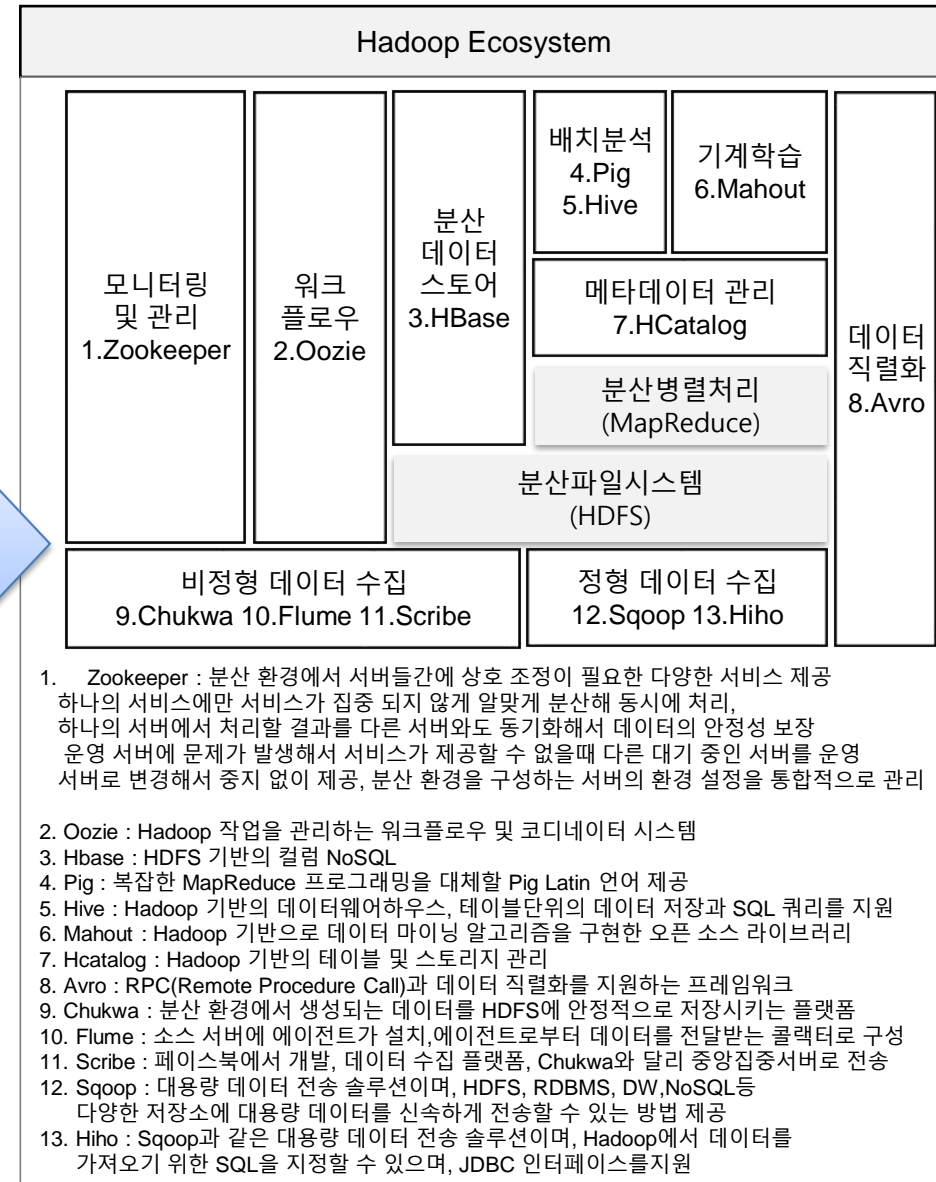 Hadoop Ecosystem
모니터링
및 관리
1.Zookeeper
워크
플로우
2.Oozie
분산
데이터
스토어
3.HBase
배치분석
4.Pig
5.Hive
기계학습
6.Mahout
메타데이터 관리
7.HCatalog
분산병렬처리
(MapReduce)
분산파일시스템
(HDFS)
데이터
직렬화
8.Avro
비정형 데이터 수집
9.Chukwa 10.Flume 11.Scribe
정형 데이터 수집
12.Sqoop 13.Hiho
1. Zookeeper : 분산 환경에서 서버들간에 상호 조정이 필요한 다양한 서비스 제공
하나의 서비스에만 서비스가 집중 되지 않게 알맞게 분산해 동시에 처리,
하나의 서버에서 처리할 결과를 다른 서버와도 동기화해서 데이터의 안정성 보장
운영 서버에 문제가 발생해서 서비스가 제공할 수 없을때 다른 대기 중인 서버를 운영
서버로 변경해서 중지 없이 제공, 분산 환경을 구성하는 서버의 환경 설정을 통합적으로 관리
2. Oozie : Hadoop 작업을 관리하는 워크플로우 및 코디네이터 시스템
3. Hbase : HDFS 기반의 컬럼 NoSQL
4. Pig : 복잡한 MapReduce 프로그래밍을 대체할 Pig Latin 언어 제공
5. Hive : Hadoop 기반의 데이터웨어하우스, 테이블단위의 데이터 저장과 SQL 쿼리를 지원
6. Mahout : Hadoop 기반으로 데이터 마이닝 알고리즘을 구현한 오픈 소스 라이브러리
7. Hcatalog : Hadoop 기반의 테이블 및 스토리지 관리
8. Avro : RPC(Remote Procedure Call)과 데이터 직렬화를 지원하는 프레임워크
9. Chukwa : 분산 환경에서 생성되는 데이터를 HDFS에 안정적으로 저장시키는 플랫폼
10. Flume : 소스 서버에 에이전트가 설치,에이전트로부터 데이터를 전달받는 콜랙터로 구성
11. Scribe : 페이스북에서 개발, 데이터 수집 플랫폼, Chukwa와 달리 중앙집중서버로 전송
12. Sqoop : 대용량 데이터 전송 솔루션이며, HDFS, RDBMS, DW,NoSQL등
다양한 저장소에 대용량 데이터를 신속하게 전송할 수 있는 방법 제공
13. Hiho : Sqoop과 같은 대용량 데이터 전송 솔루션이며, Hadoop에서 데이터를
가져오기 위한 SQL을 지정할 수 있으며, JDBC 인터페이스를지원